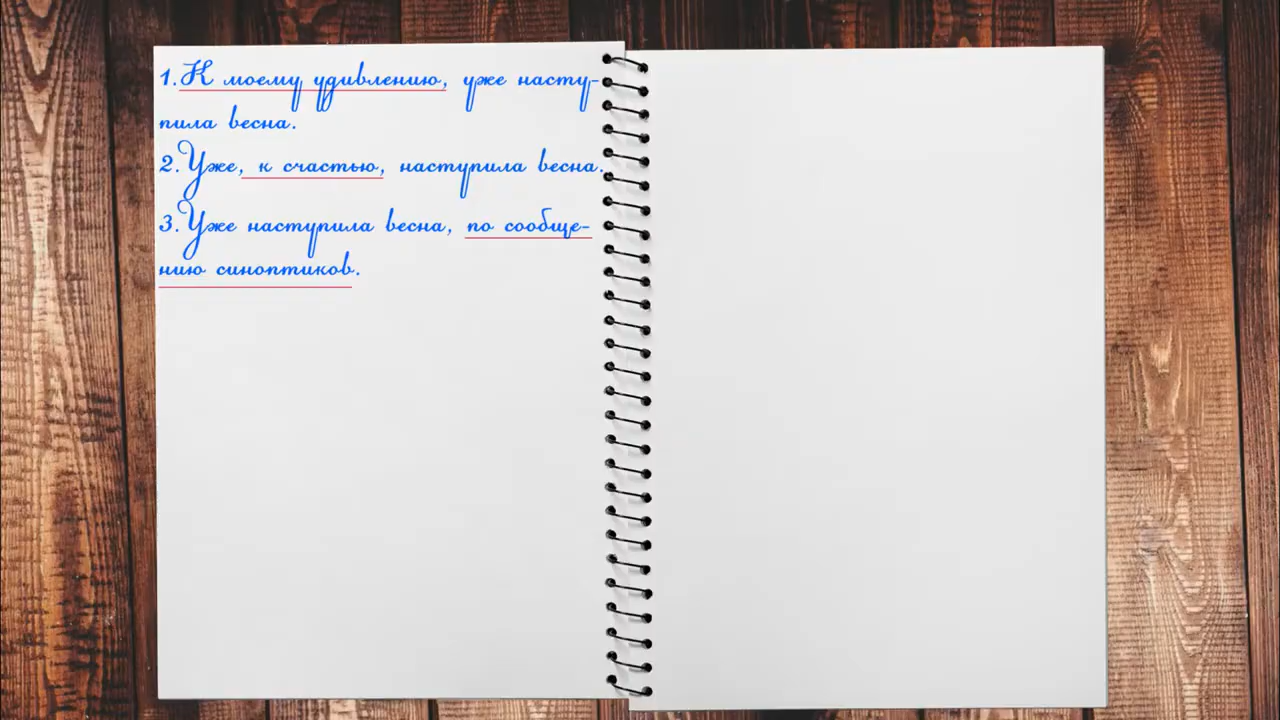 1.К моему удивлению, уже насту-
пила весна.
2.Уже, к счастью, наступила весна.
3.Уже наступила весна, по сообще-
нию синоптиков.